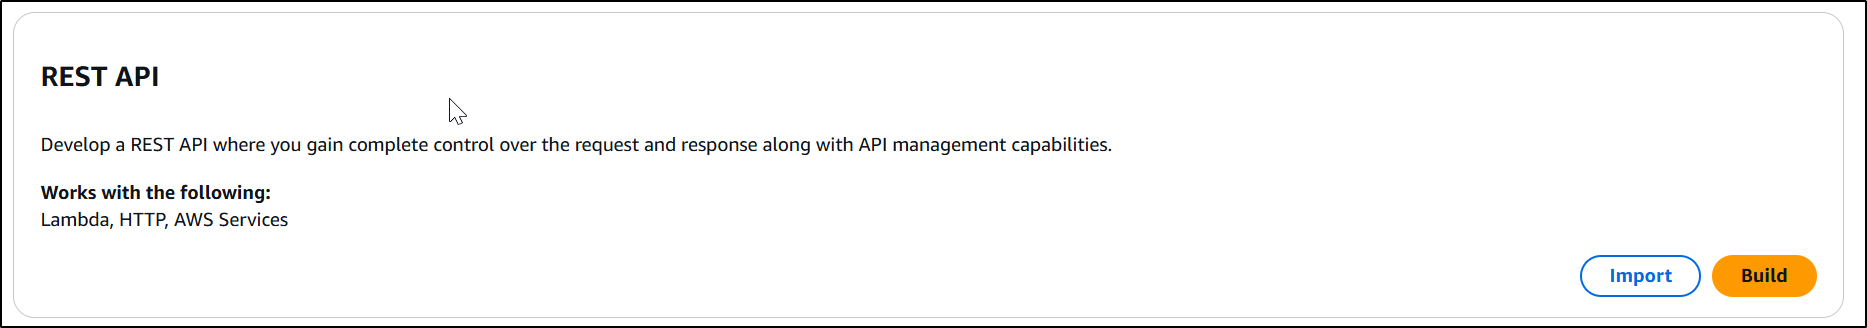 REST API
Develop a REST API where you gain complete control over the request and response along with API management capabilities.
Works with the following:
Lambda, HTTP, AWS Services
Import
Build